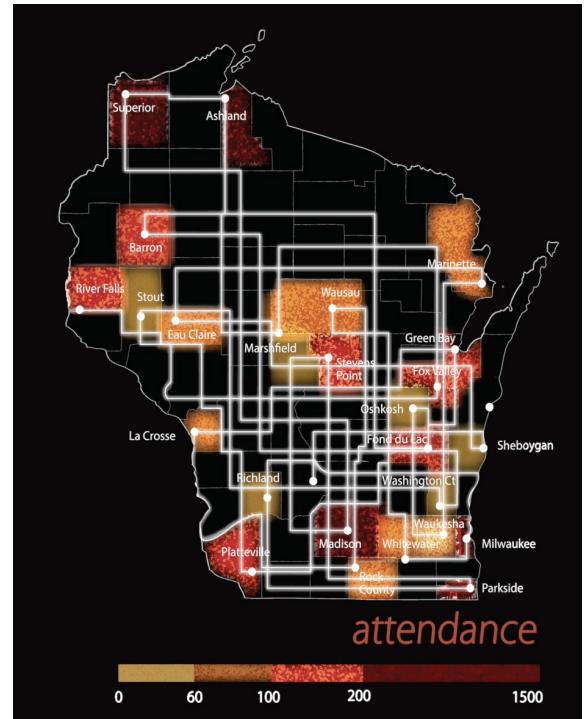 Superior
Ashland
Barron
Marinette
River Falls
Stout
Wausau
Eau Claire
Green Bay
Marshfield
Stevens
Point
Fox Valley
Oshkosh
La Crosse
Fond du Lac
Sheboygan
Richland
Washington Ct
Waukesha
Platteville
Madison
Whitewater
Milwaukee
Rock
County
Parkside
attendance
0 60 100 200 1500